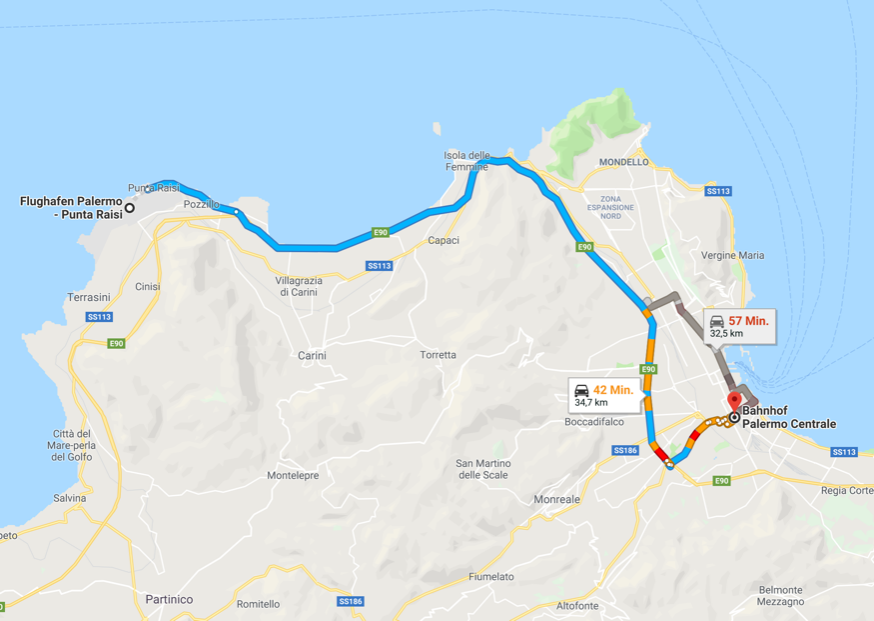 Isola delle
Femmine
MONDELLO
Punta Raisi
SS113
Flughafen Palermo
- Punta Raisi
Pozzillo
ZONA
ESPANSIONE
NORD
E90
Capaci
E90
Vergine Maria
SS113
Villagrazia
di Carini
Cinisi
Terrasini
SS113
57 Min.
32,5 km
E90
Carini
Torretta
E90
42 Min.
34,7 km
Bahnhof
Palermo Centrale
Boccadifalco
Città del
Mare-perla
del Golfo
SS186
SS113
San Martino
delle Scale
Montelepre
E90
Regia Corte
Salvina
Monreale
peto
Fiumelato
Belmonte
Mezzagno
Partinico
Romitello
SS186
Altofonte